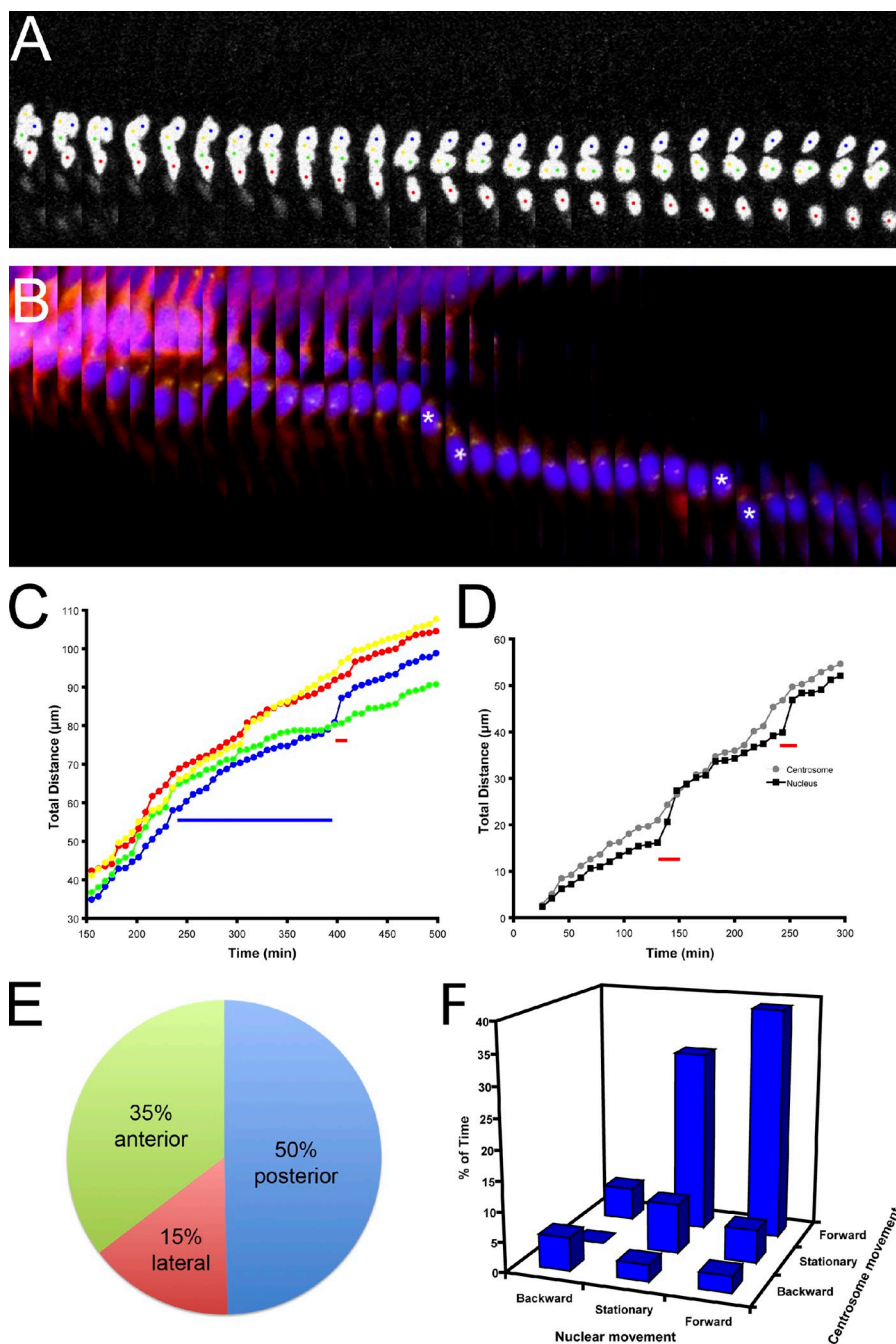 A
B
*
*
*
*
C
110
100
90
80
70
60
50
40
30
150
200
250
300
350
400
450
500
Total Distance (µm)
Time (min)
D
60
50
40
30
20
10
0
0
50
100
150
200
250
300
Total Distance (µm)
Time (min)
Centrosome
Nucleus
E
35%
anterior
50%
posterior
15%
lateral
F
40
35
30
25
20
15
10
5
0
% of Time
Backward
Stationary
Forward
Nuclear movement
Forward
Stationary
Backward
Centrosome movement